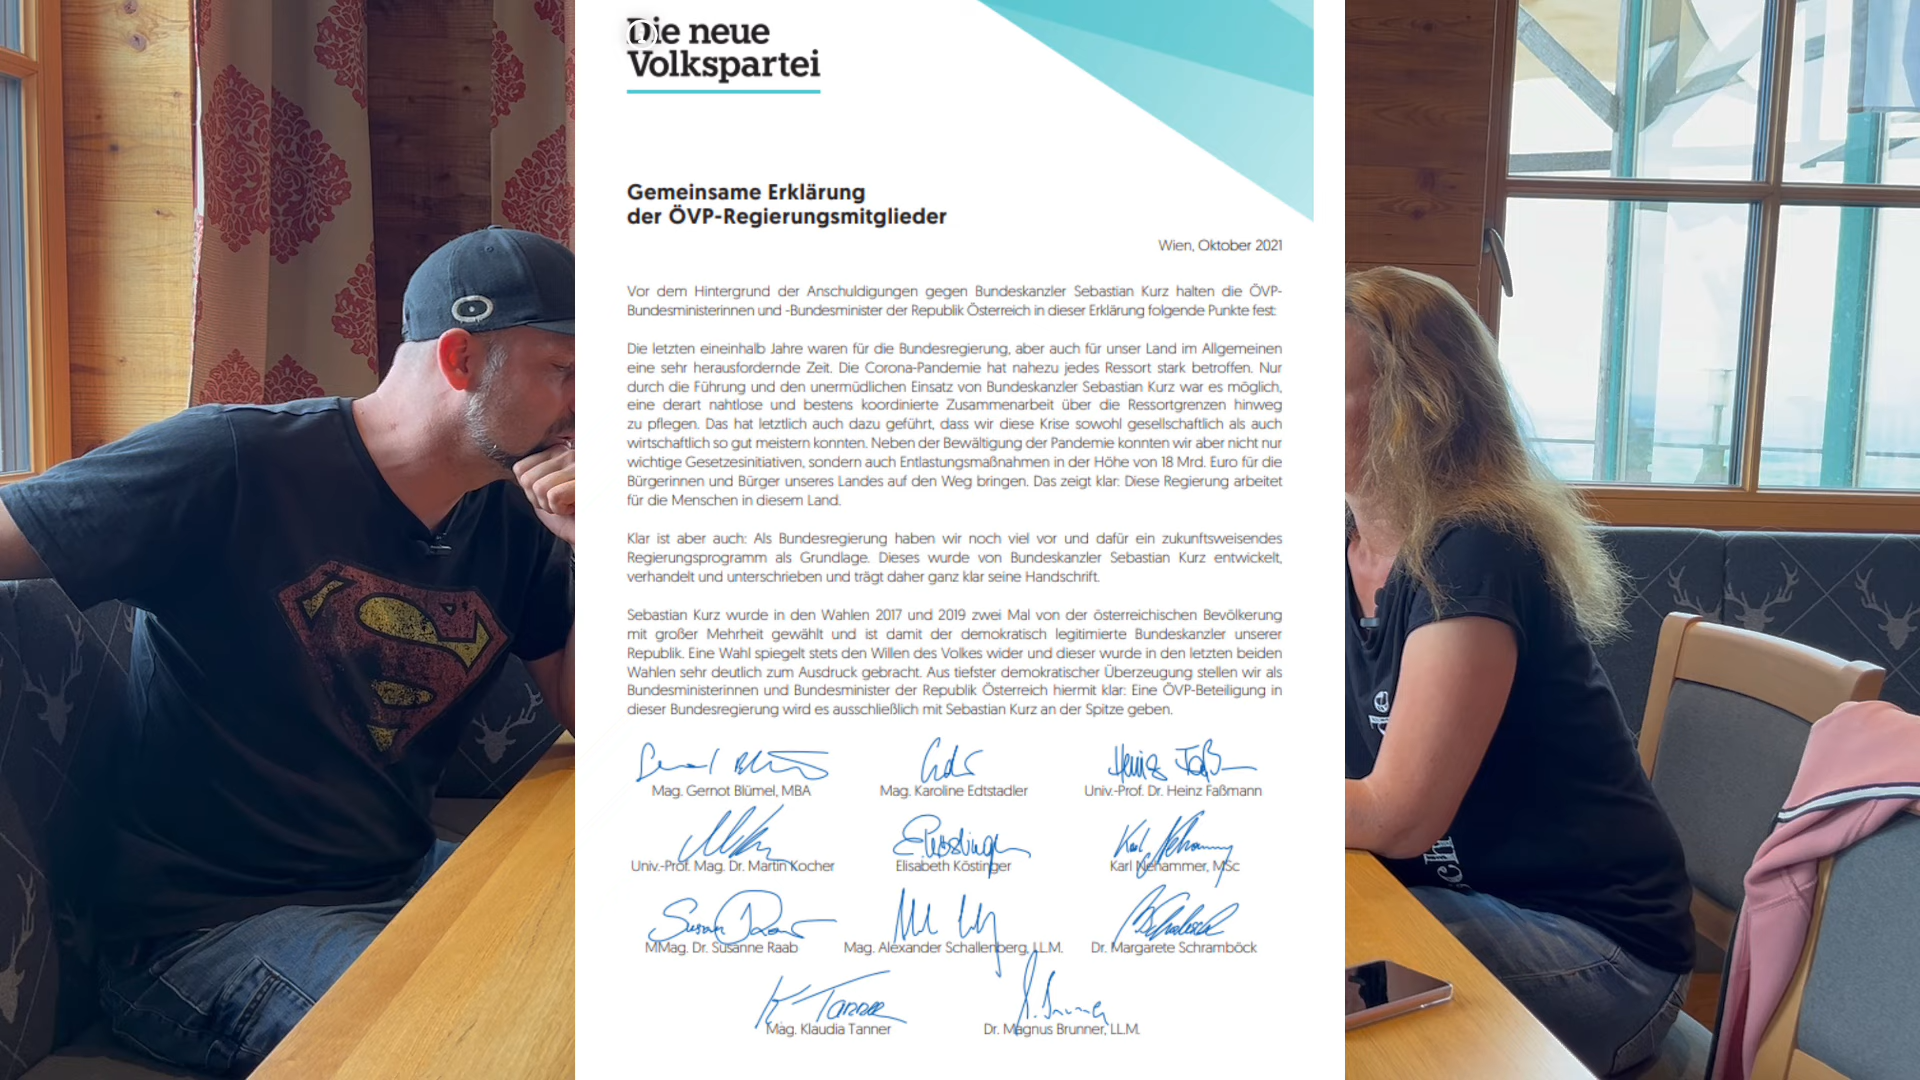 Die neue
Volkspartei
Gemeinsame Erklärung
der ÖVP-Regierungsmitglieder
Wien, Oktober 2021
Vor dem Hintergrund der Anschuldigungen gegen Bundeskanzler Sebastian Kurz halten die ÖVP-
Bundesministerinnen und -Bundesminister der Republik Österreich in dieser Erklärung folgende Punkte fest:
Die letzten eineinhalb Jahre waren für die Bundesregierung, aber auch für unser Land im Allgemeinen
eine sehr herausfordernde Zeit. Die Corona-Pandemie hat nahezu jedes Ressort stark betroffen. Nur
durch die Führung und den unermüdlichen Einsatz von Bundeskanzler Sebastian Kurz war es möglich,
eine derart nahtlose und bestens koordinierte Zusammenarbeit über die Ressortgrenzen hinweg
zu pflegen. Das hat letztlich auch dazu geführt, dass wir diese Krise sowohl gesellschaftlich als auch
wirtschaftlich so gut meistern konnten. Neben der Bewältigung der Pandemie konnten wir aber nicht nur
wichtige Gesetzesinitiativen, sondern auch Entlastungsmaßnahmen in der Höhe von 18 Mrd. Euro für die
Bürgerinnen und Bürger unseres Landes auf den Weg bringen. Das zeigt klar: Diese Regierung arbeitet
für die Menschen in diesem Land.
Klar ist aber auch: Als Bundesregierung haben wir noch viel vor und dafür ein zukunftsweisendes
Regierungsprogramm als Grundlage. Dieses wurde von Bundeskanzler Sebastian Kurz entwickelt,
verhandelt und unterschrieben und trägt daher ganz klar seine Handschrift.
Sebastian Kurz wurde in den Wahlen 2017 und 2019 zwei Mal von der österreichischen Bevölkerung
mit großer Mehrheit gewählt und ist damit der demokratisch legitimierte Bundeskanzler unserer
Republik. Eine Wahl spiegelt stets den Willen des Volkes wider und dieser wurde in den letzten beiden
Wahlen sehr deutlich zum Ausdruck gebracht. Aus tiefster demokratischer Überzeugung stellen wir als
Bundesministerinnen und Bundesminister der Republik Österreich hiermit klar: Eine ÖVP-Beteiligung in
dieser Bundesregierung wird es ausschließlich mit Sebastian Kurz an der Spitze geben.
Mag. Gernot Blümel, MBA
Mag. Karoline Edtstadler
Univ.-Prof. Dr. Heinz Faßmann
Univ.-Prof. Mag. Dr. Martin Kocher
Elisabeth Köstinger
Karl Nehammer, MSc
MMag. Dr. Susanne Raab
Mag. Alexander Schallenberg, LL.M.
Dr. Margarete Schramböck
Mag. Klaudia Tanner
Dr. Magnus Brunner, LL.M.